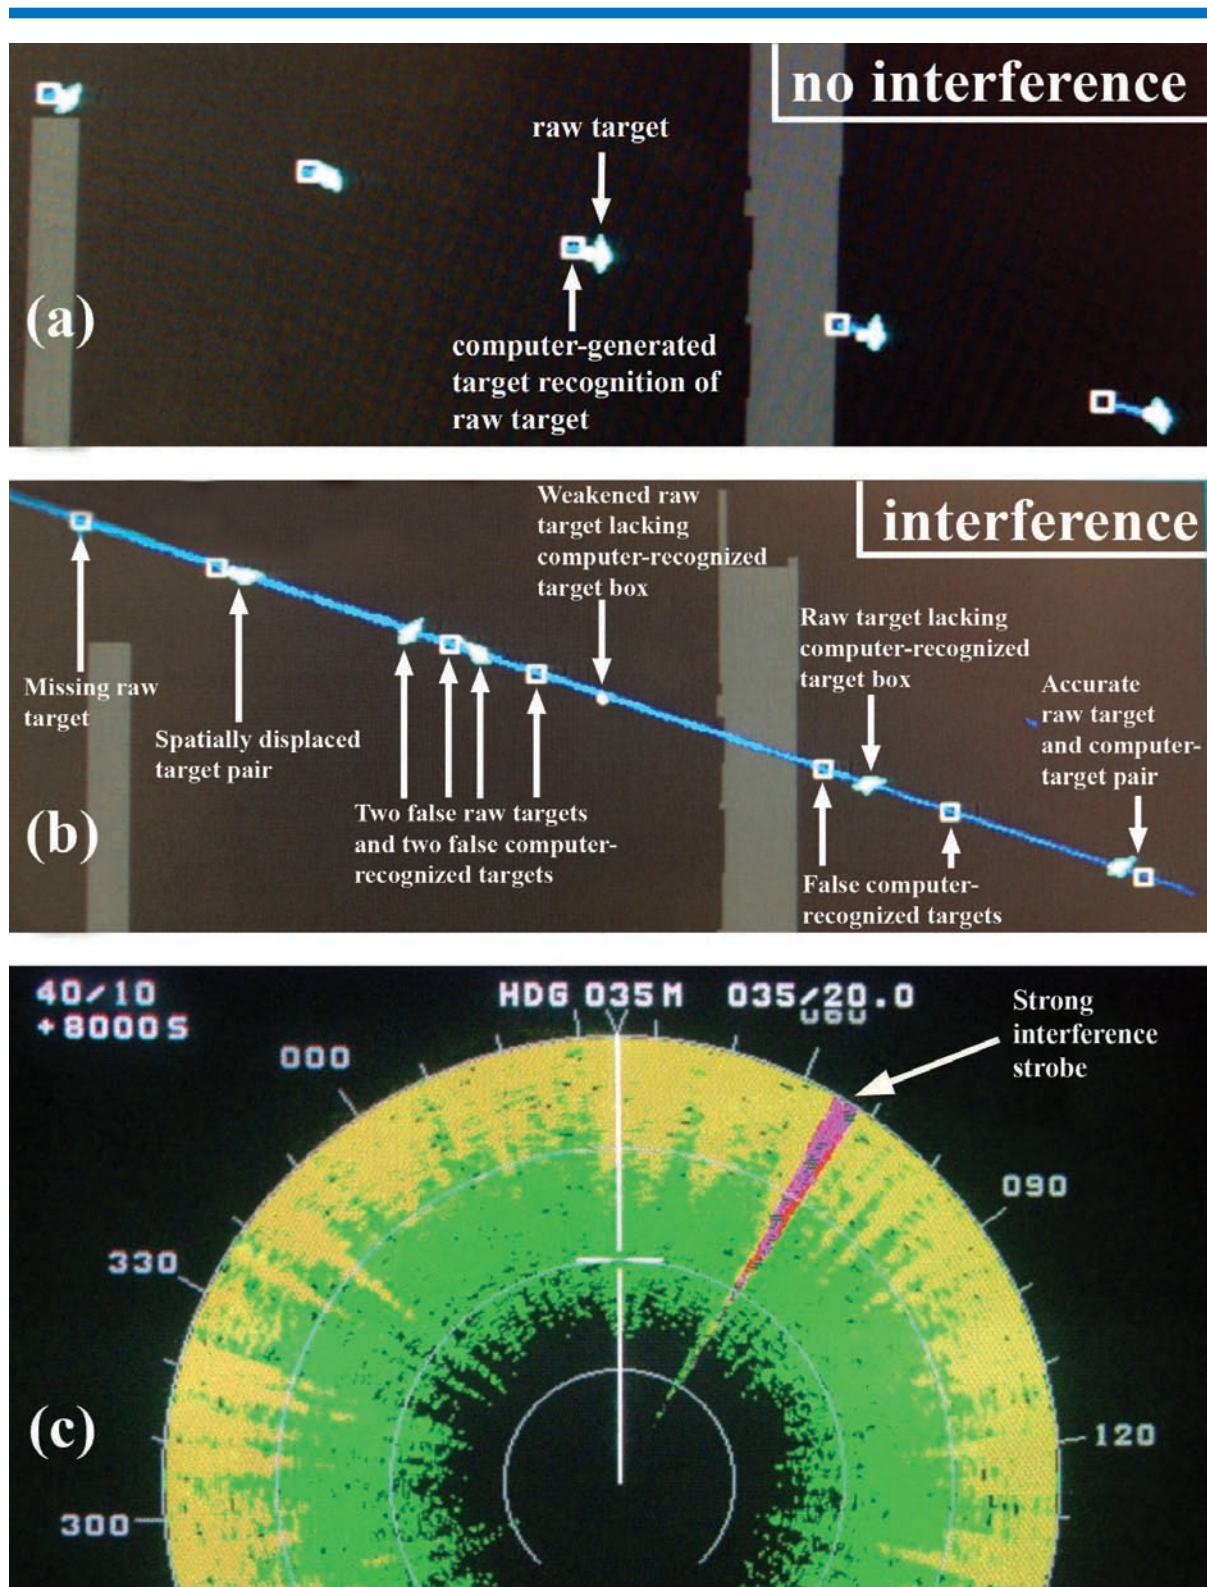 no interference
raw target
(a)
computer-generated
target recognition of
raw target
interference
Weakened raw
target lacking
computer-recognized
target box
Raw target lacking
computer-recognized
target box
Accurate
raw target
and computer-
target pair
Missing raw
target
Spatially displaced
target pair
Two false raw targets
and two false computer-
recognized targets
(b)
False computer-
recognized targets
40/10
+8000S
HDG 035M 035/20.0
Strong
interference
strobe
000
090
330
(c)
120
300